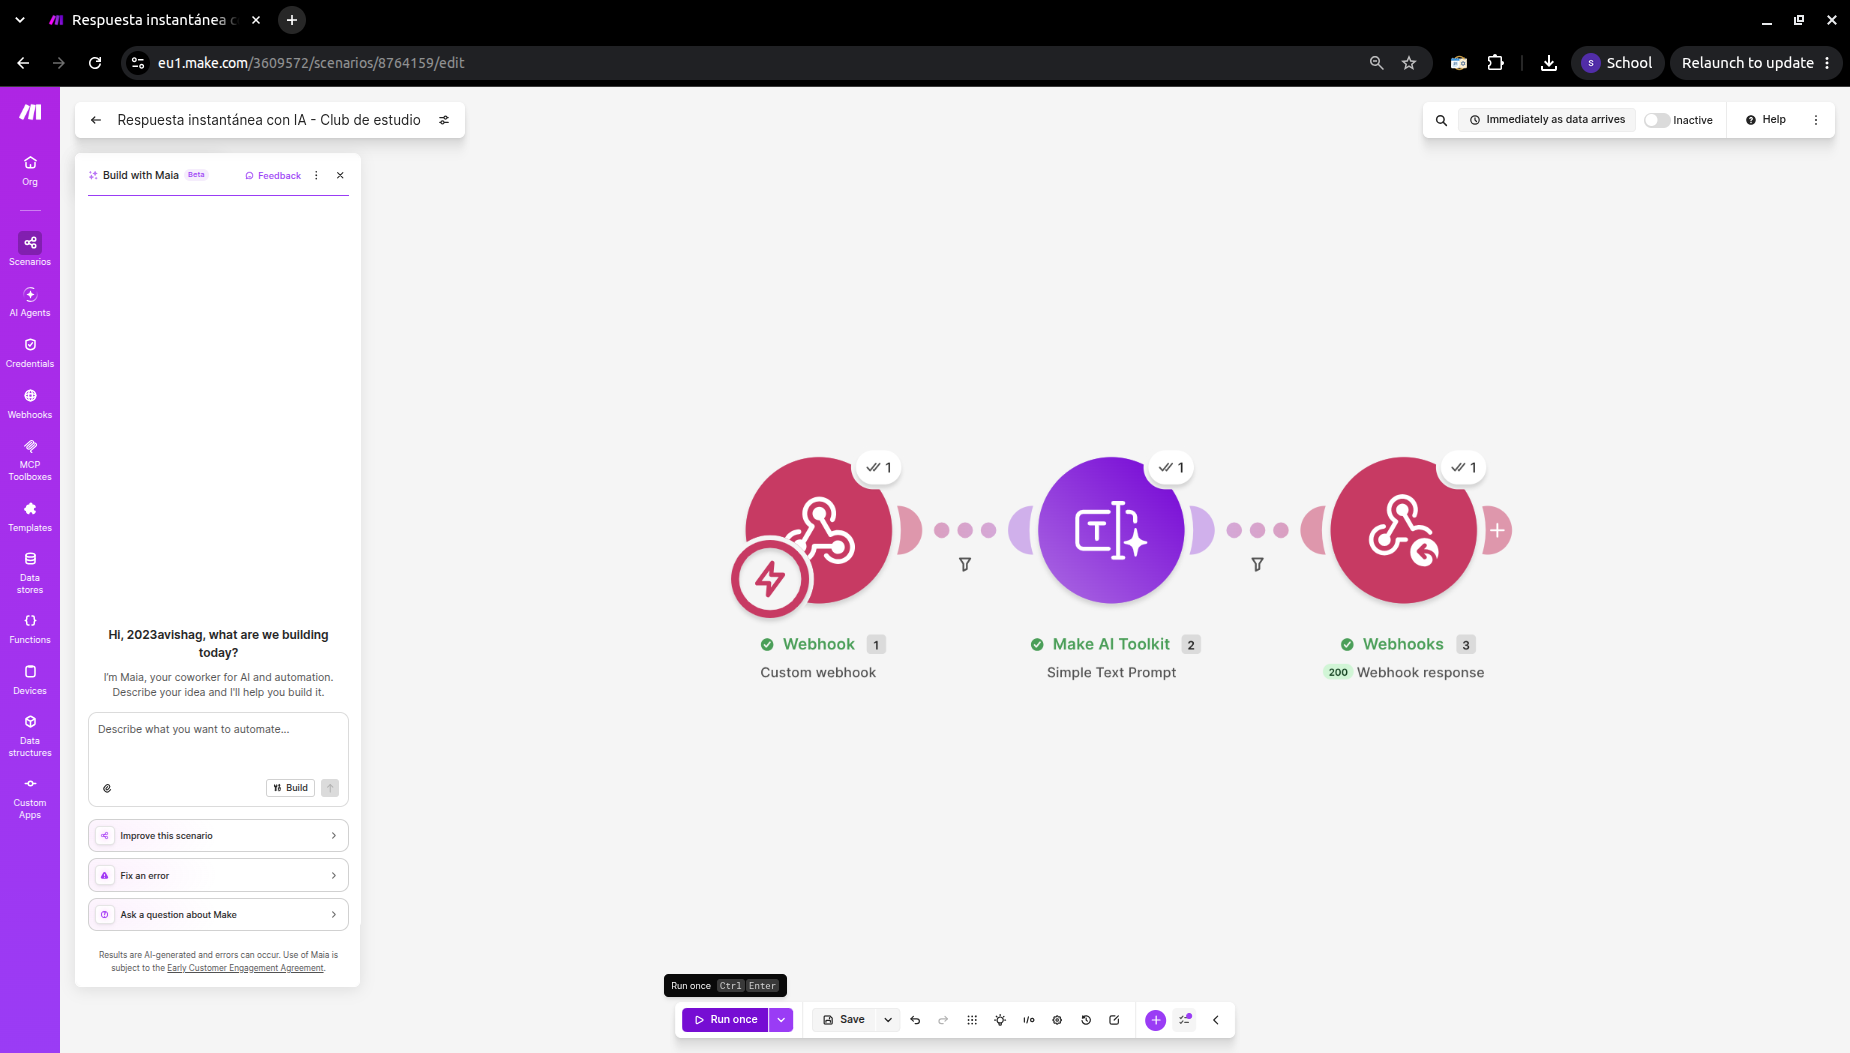 Respuesta instantánea c
eu1.make.com/3609572/scenarios/8764159/edit
S School
Relaunch to update
Respuesta instantánea con IA - Club de estudio
Immediately as data arrives
Inactive
Help
Org
Scenarios
AI Agents
Credentials
Webhooks
MCP
Toolboxes
Templates
Data
stores
Functions
Devices
Data
structures
Custom
Apps
Build with Maia Beta Feedback
Hi, 2023avishag, what are we building
today?
I'm Maia, your coworker for AI and automation.
Describe your idea and I'll help you build it.
Describe what you want to automate...
Build
Improve this scenario
Fix an error
Ask a question about Make
Results are AI-generated and errors can occur. Use of Maia is
subject to the Early Customer Engagement Agreement.
1
T
1
1
Webhook 1
Custom webhook
Make AI Toolkit 2
Simple Text Prompt
Webhooks 3
200 Webhook response
Run once Ctrl Enter
Run once
Save